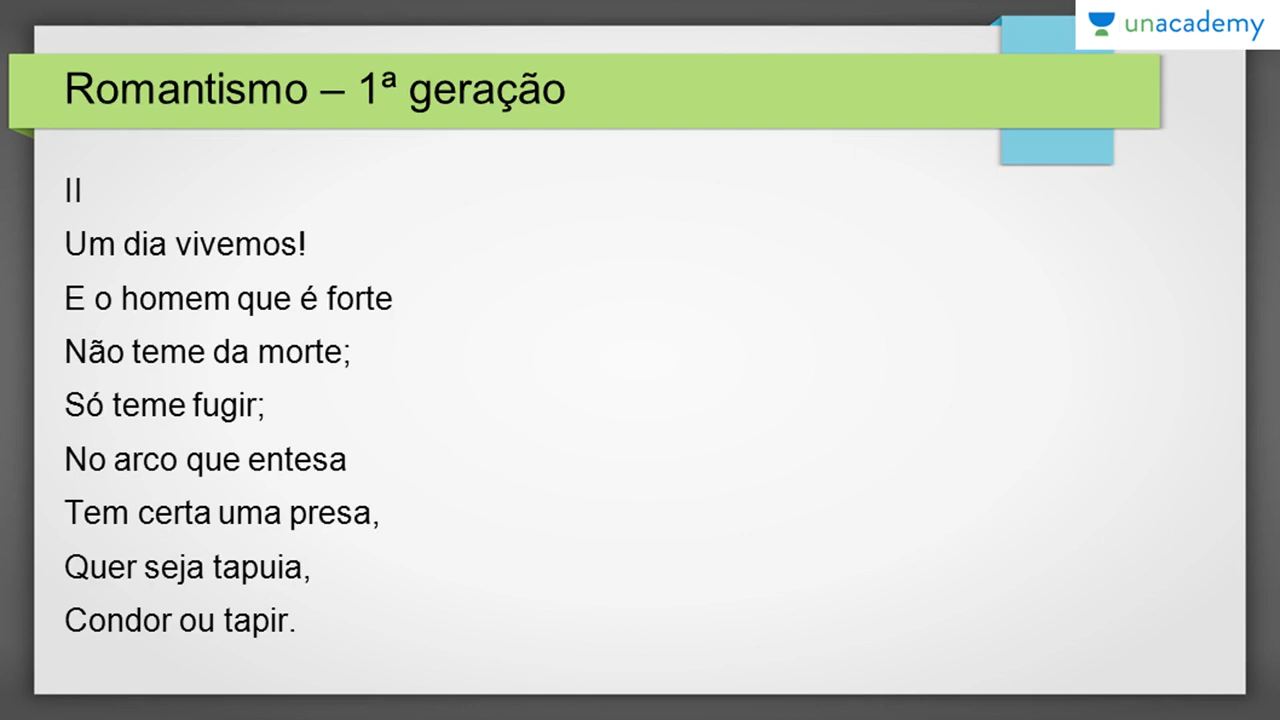 unacademy
Romantismo – 1ª geração
II
Um dia vivemos!
E o homem que é forte
Não teme da morte;
Só teme fugir;
No arco que entesa
Tem certa uma presa,
Quer seja tapuia,
Condor ou tapir.